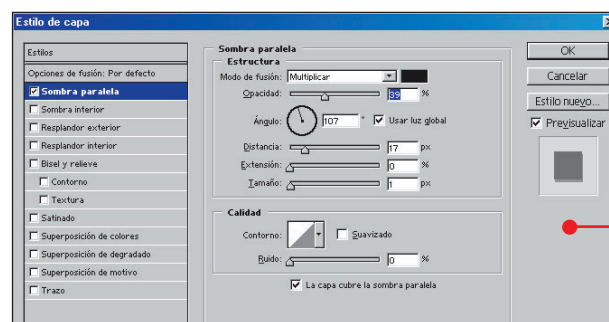 Estilo de capa
Estilos
Opciones de fusión: Por defecto
Sombra paralela
Sombra interior
Resplandor exterior
Resplandor interior
Bisel y relieve
Contorno
Textura
Satinado
Superposición de colores
Superposición de degradado
Superposición de motivo
Trazo
Sombra paralela
Estructura
Modo de fusión: Multiplicar
Opacidad: 39 %
Ángulo: 107 ° Usar luz global
Distancia: 17 px
Extensión: 0 %
Tamaño: 1 px
Calidad
Contorno: Suavizado
Ruido: 0 %
La capa cubre la sombra paralela
OK
Cancelar
Estilo nuevo...
Previsualizar